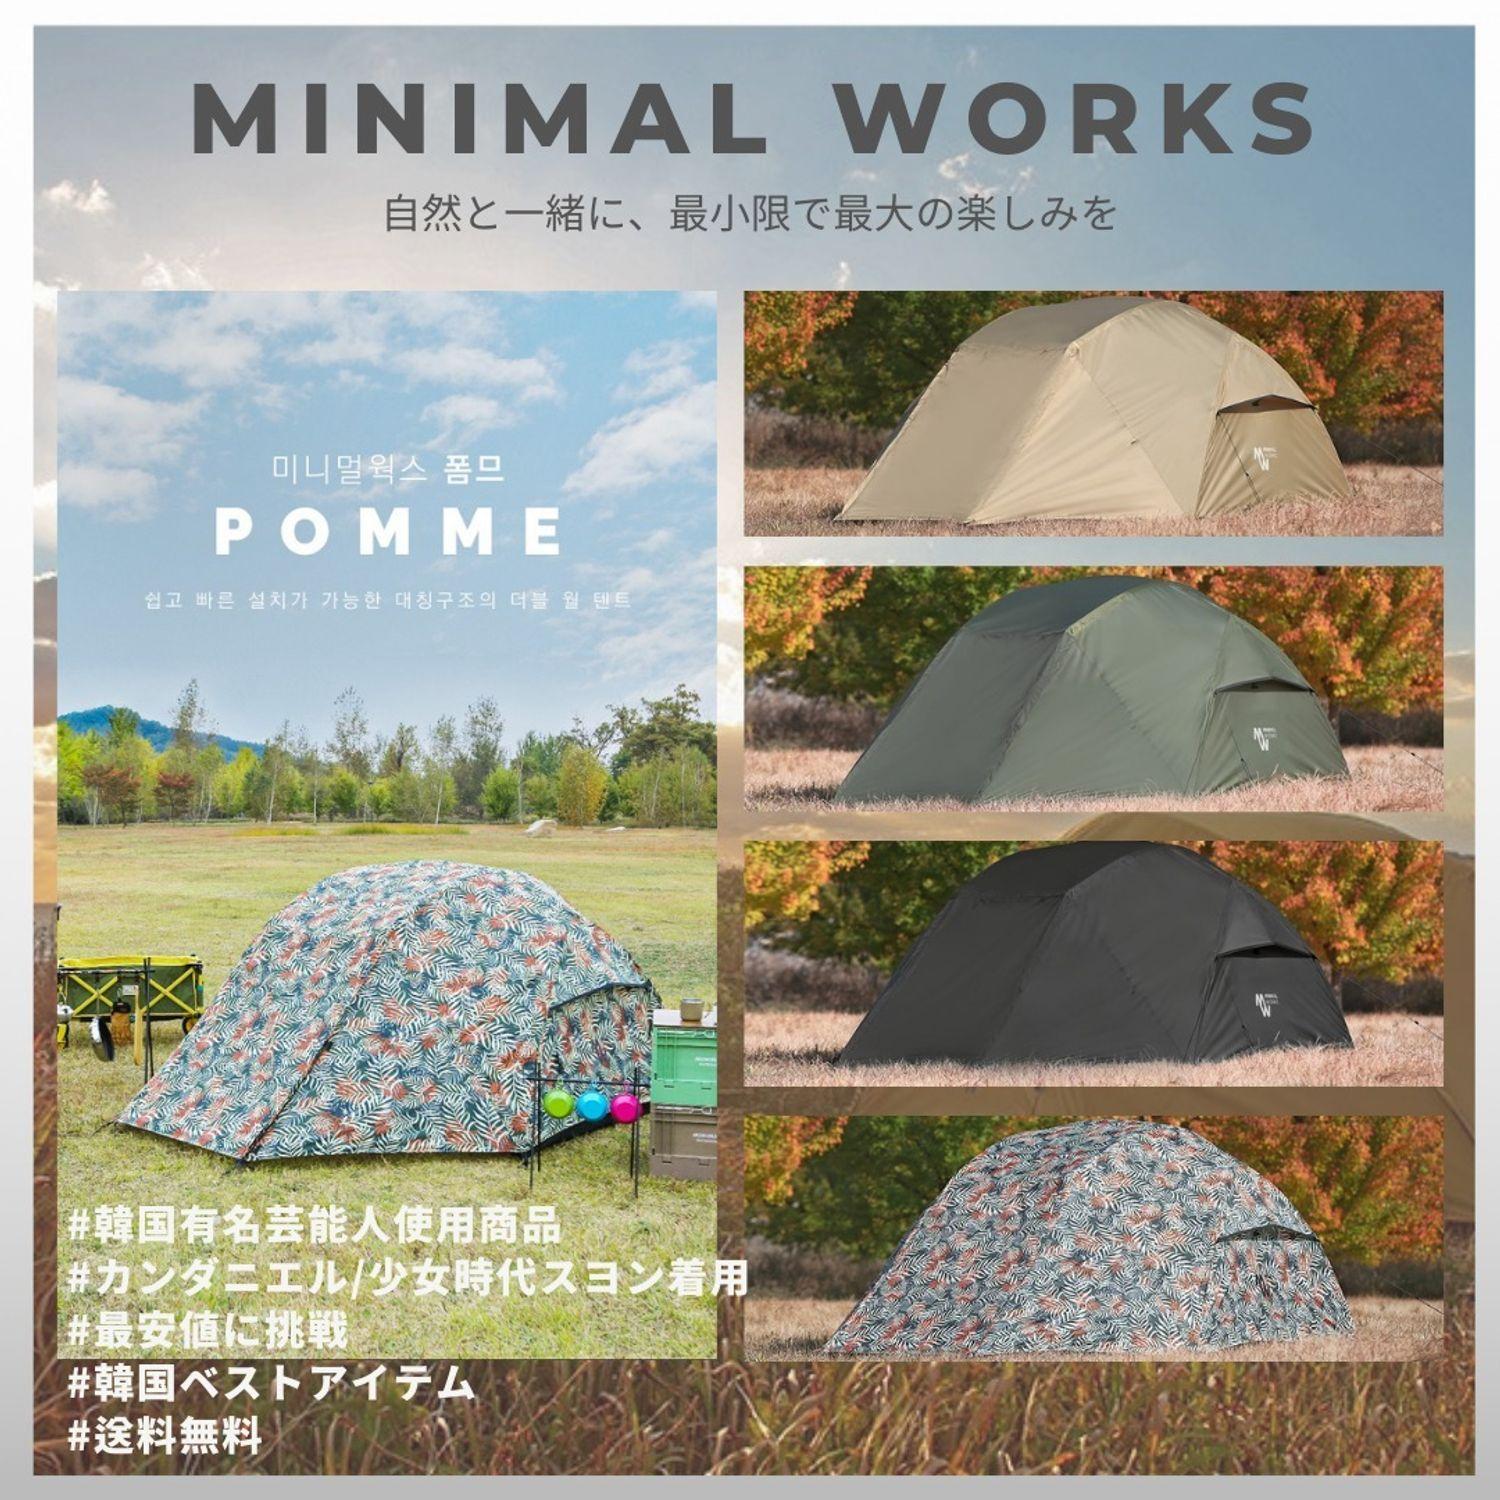 MINIMAL WORKS
自然と一緒に、最小限で最大の楽しみを
미니멀웍스 폼므
POMME
쉽고 빠른 설치가 가능한 대칭구조의 더블 월 텐트
#韓国有名芸能人使用商品
#カンダニエル/少女時代スヨン着用
#最安値に挑戦
#韓国ベストアイテム
#送料無料